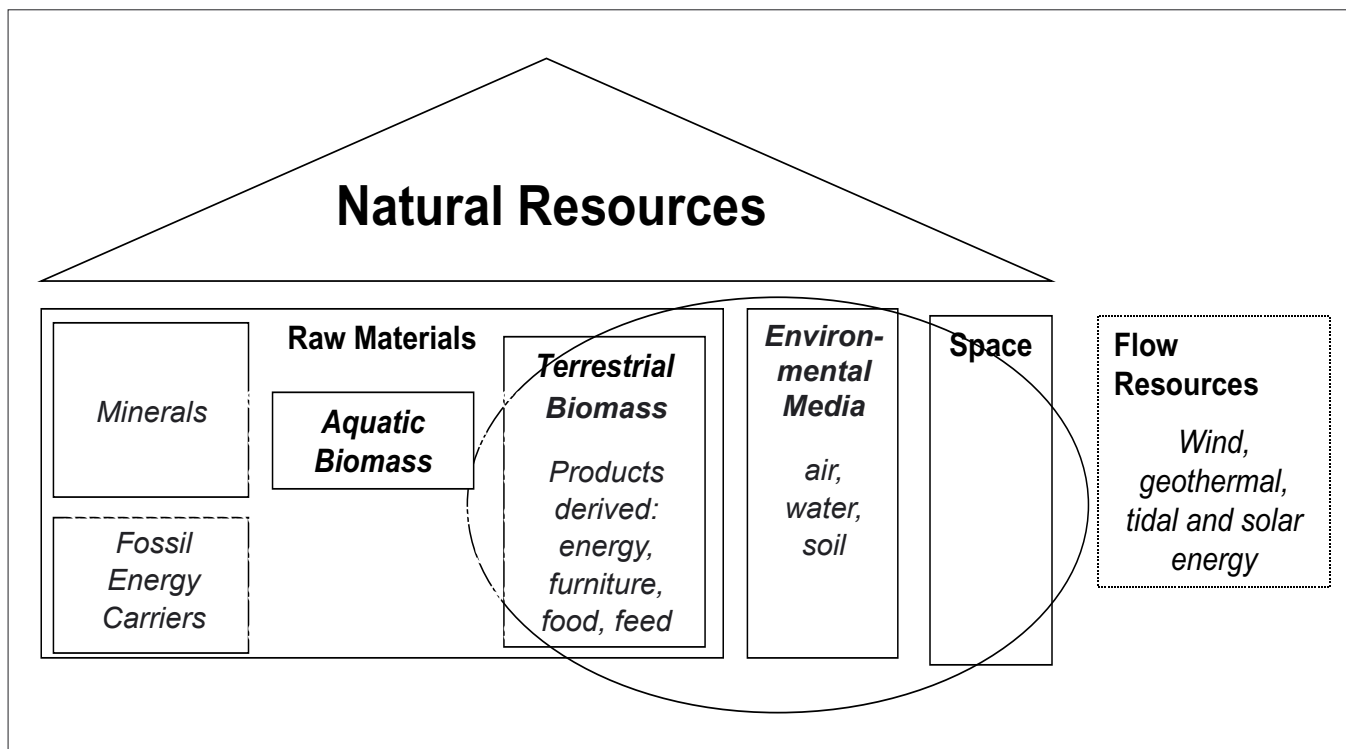 Natural Resources
Raw Materials
Minerals
Fossil
Energy
Carriers
Aquatic
Biomass
Terrestrial
Biomass
Products
derived:
energy,
furniture,
food, feed
Environ-
mental
Media
air,
water,
soil
Space
Flow
Resources
Wind,
geothermal,
tidal and solar
energy